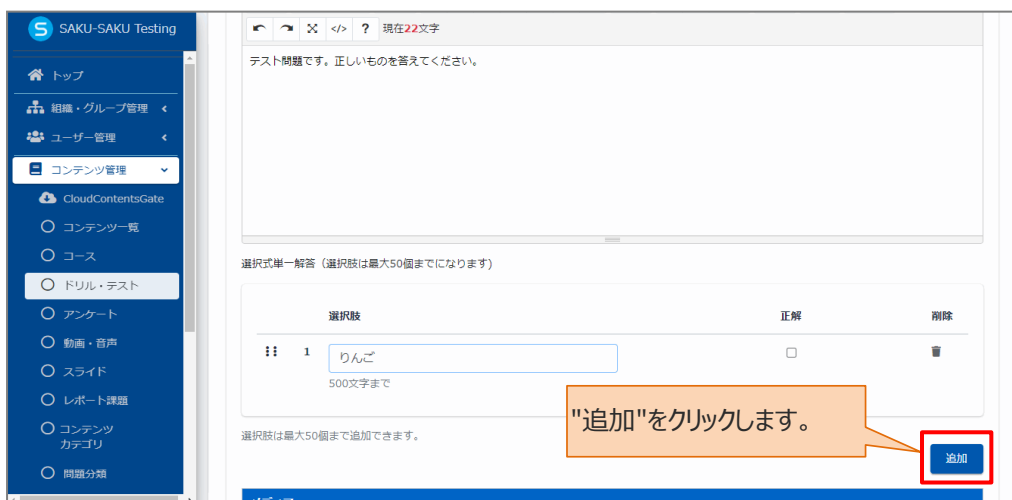 SAKU-SAKU Testing
トップ
組織・グループ管理
ユーザー管理
コンテンツ管理
CloudContentsGate
コンテンツ一覧
コース
ドリル・テスト
アンケート
動画・音声
スライド
レポート課題
コンテンツ
カテゴリ
問題分類
</> ? 現在22文字
テスト問題です。正しいものを答えてください。
選択式単一解答（選択肢は最大50個までになります)
選択肢 正解 削除
1 りんご
500文字まで
"追加"をクリックします。
選択肢は最大50個まで追加できます。
追加